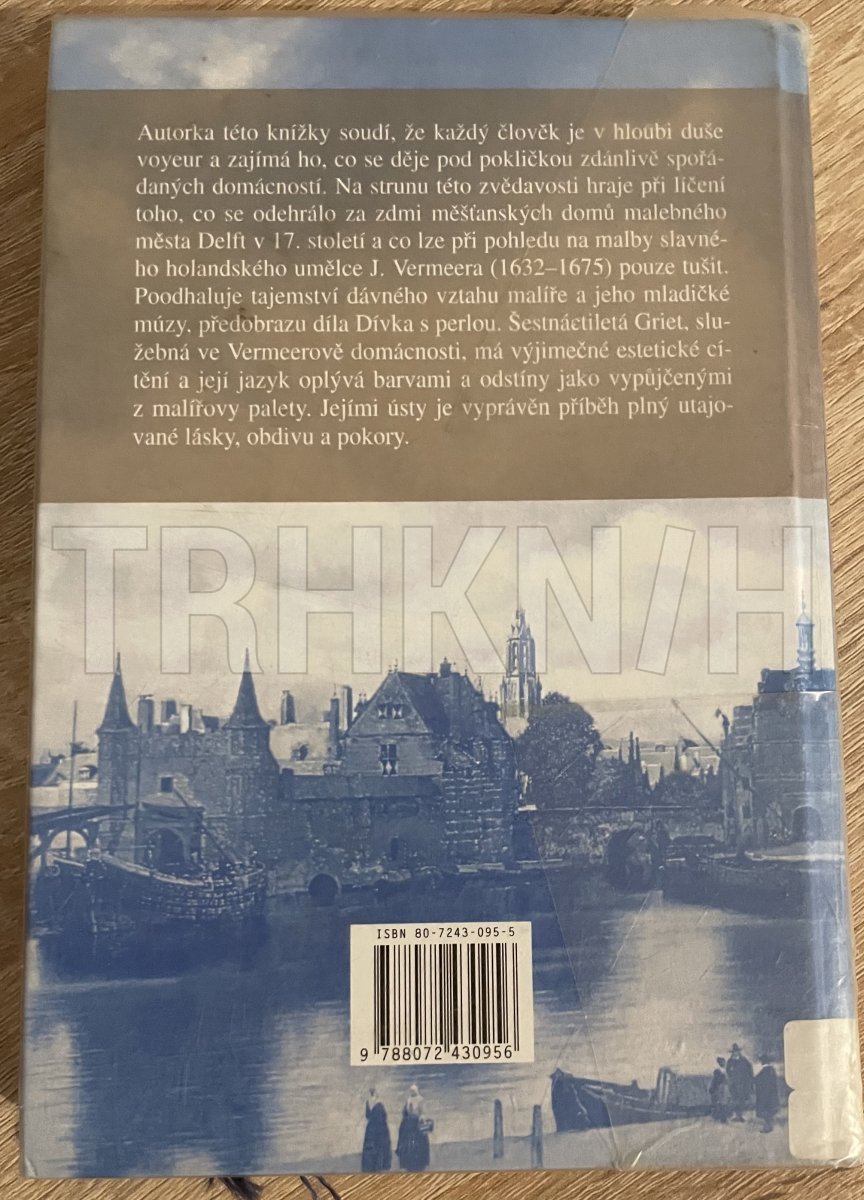 Autorka této knížky soudí, že každý člověk je v hloubi duše
voyeur a zajímá ho, co se děje pod pokličkou zdánlivě spořá-
daných domácností. Na strunu této zvědavosti hraje při líčení
toho, co se odehrálo za zdmi měšťanských domů malebného
města Delft v 17. století a co lze při pohledu na malby slavné-
ho holandského umělce J. Vermeera (1632–1675) pouze tušit.
Poodhaluje tajemství dávného vztahu malíře a jeho mladičké
múzy, předobrazu díla Dívka s perlou. Šestnáctiletá Griet, slu-
žebná ve Vermeerově domácnosti, má výjimečné estetické cí-
tění a její jazyk oplývá barvami a odstíny jako vypůjčenými
z malířovy palety. Jejími ústy je vyprávěn příběh plný utajo-
vané lásky, obdivu a pokory.
TRHKN/H
ISBN 80-7243-095-5
9 788072 430956